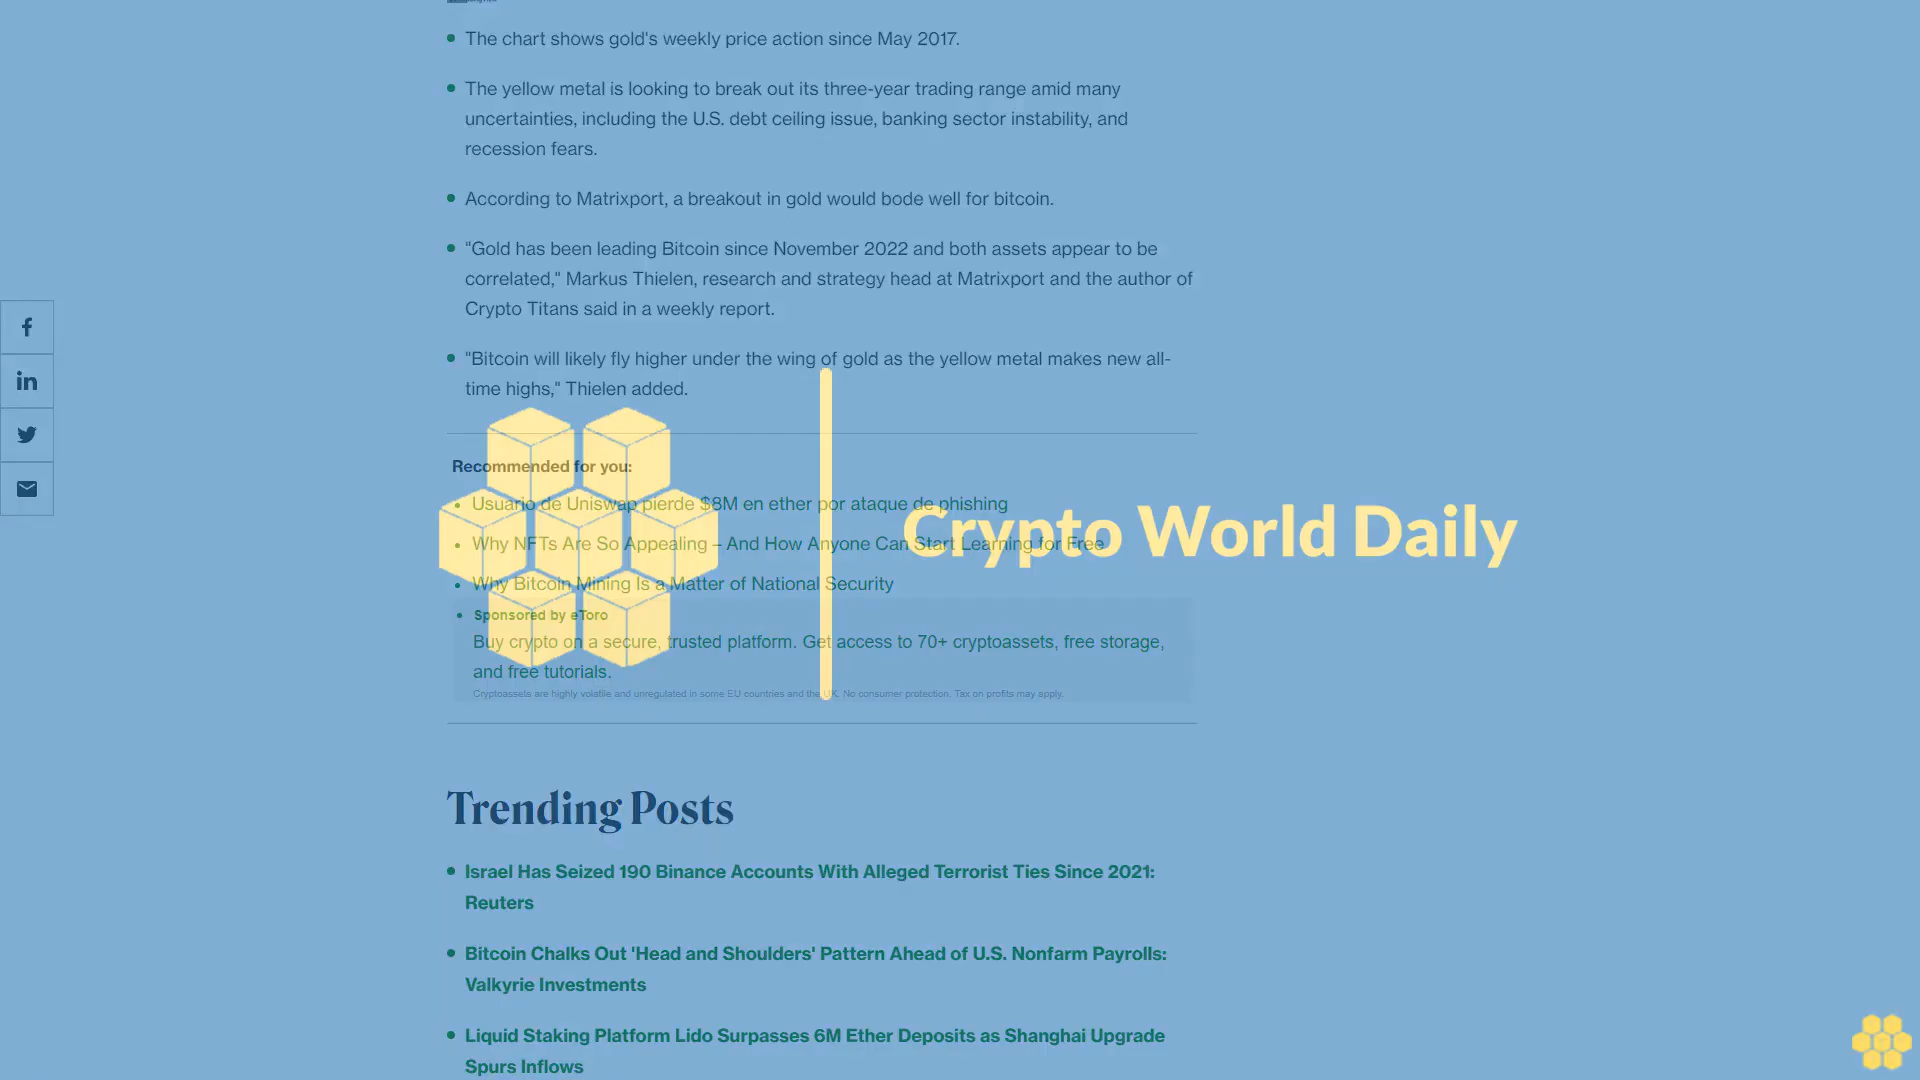 The chart shows gold's weekly price action since May 2017.
The yellow metal is looking to break out its three-year trading range amid many
uncertainties, including the U.S. debt ceiling issue, banking sector instability, and
recession fears.
According to Matrixport, a breakout in gold would bode well for bitcoin.
“Gold has been leading Bitcoin since November 2022 and both assets appear to be
correlated," Markus Thielen, research and strategy head at Matrixport and the author of
Crypto Titans said in a weekly report.
"Bitcoin will likely fly higher under the wing of gold as the yellow metal makes new all-
time highs," Thielen added.
Recommended for you:
Usuario de Uniswap pierde $8M en ether por ataque de phishing
Why NFTs Are So Appealing – And How Anyone Can Start Learning for Free
Why Bitcoin Mining Is a Matter of National Security
Sponsored by eToro
Buy crypto on a secure, trusted platform. Get access to 70+ cryptoassets, free storage,
and free tutorials.
Cryptoassets are highly volatile and unregulated in some EU countries and the UK. No consumer protection. Tax on profits may apply.
Crypto World Daily
Trending Posts
Israel Has Seized 190 Binance Accounts With Alleged Terrorist Ties Since 2021:
Reuters
Bitcoin Chalks Out 'Head and Shoulders' Pattern Ahead of U.S. Nonfarm Payrolls:
Valkyrie Investments
Liquid Staking Platform Lido Surpasses 6M Ether Deposits as Shanghai Upgrade
Spurs Inflows